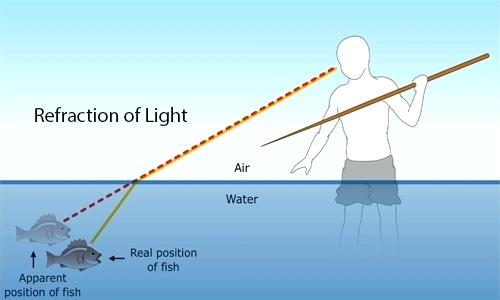 Refraction of Light
Air
Water
Real position
of fish
Apparent
position of fish